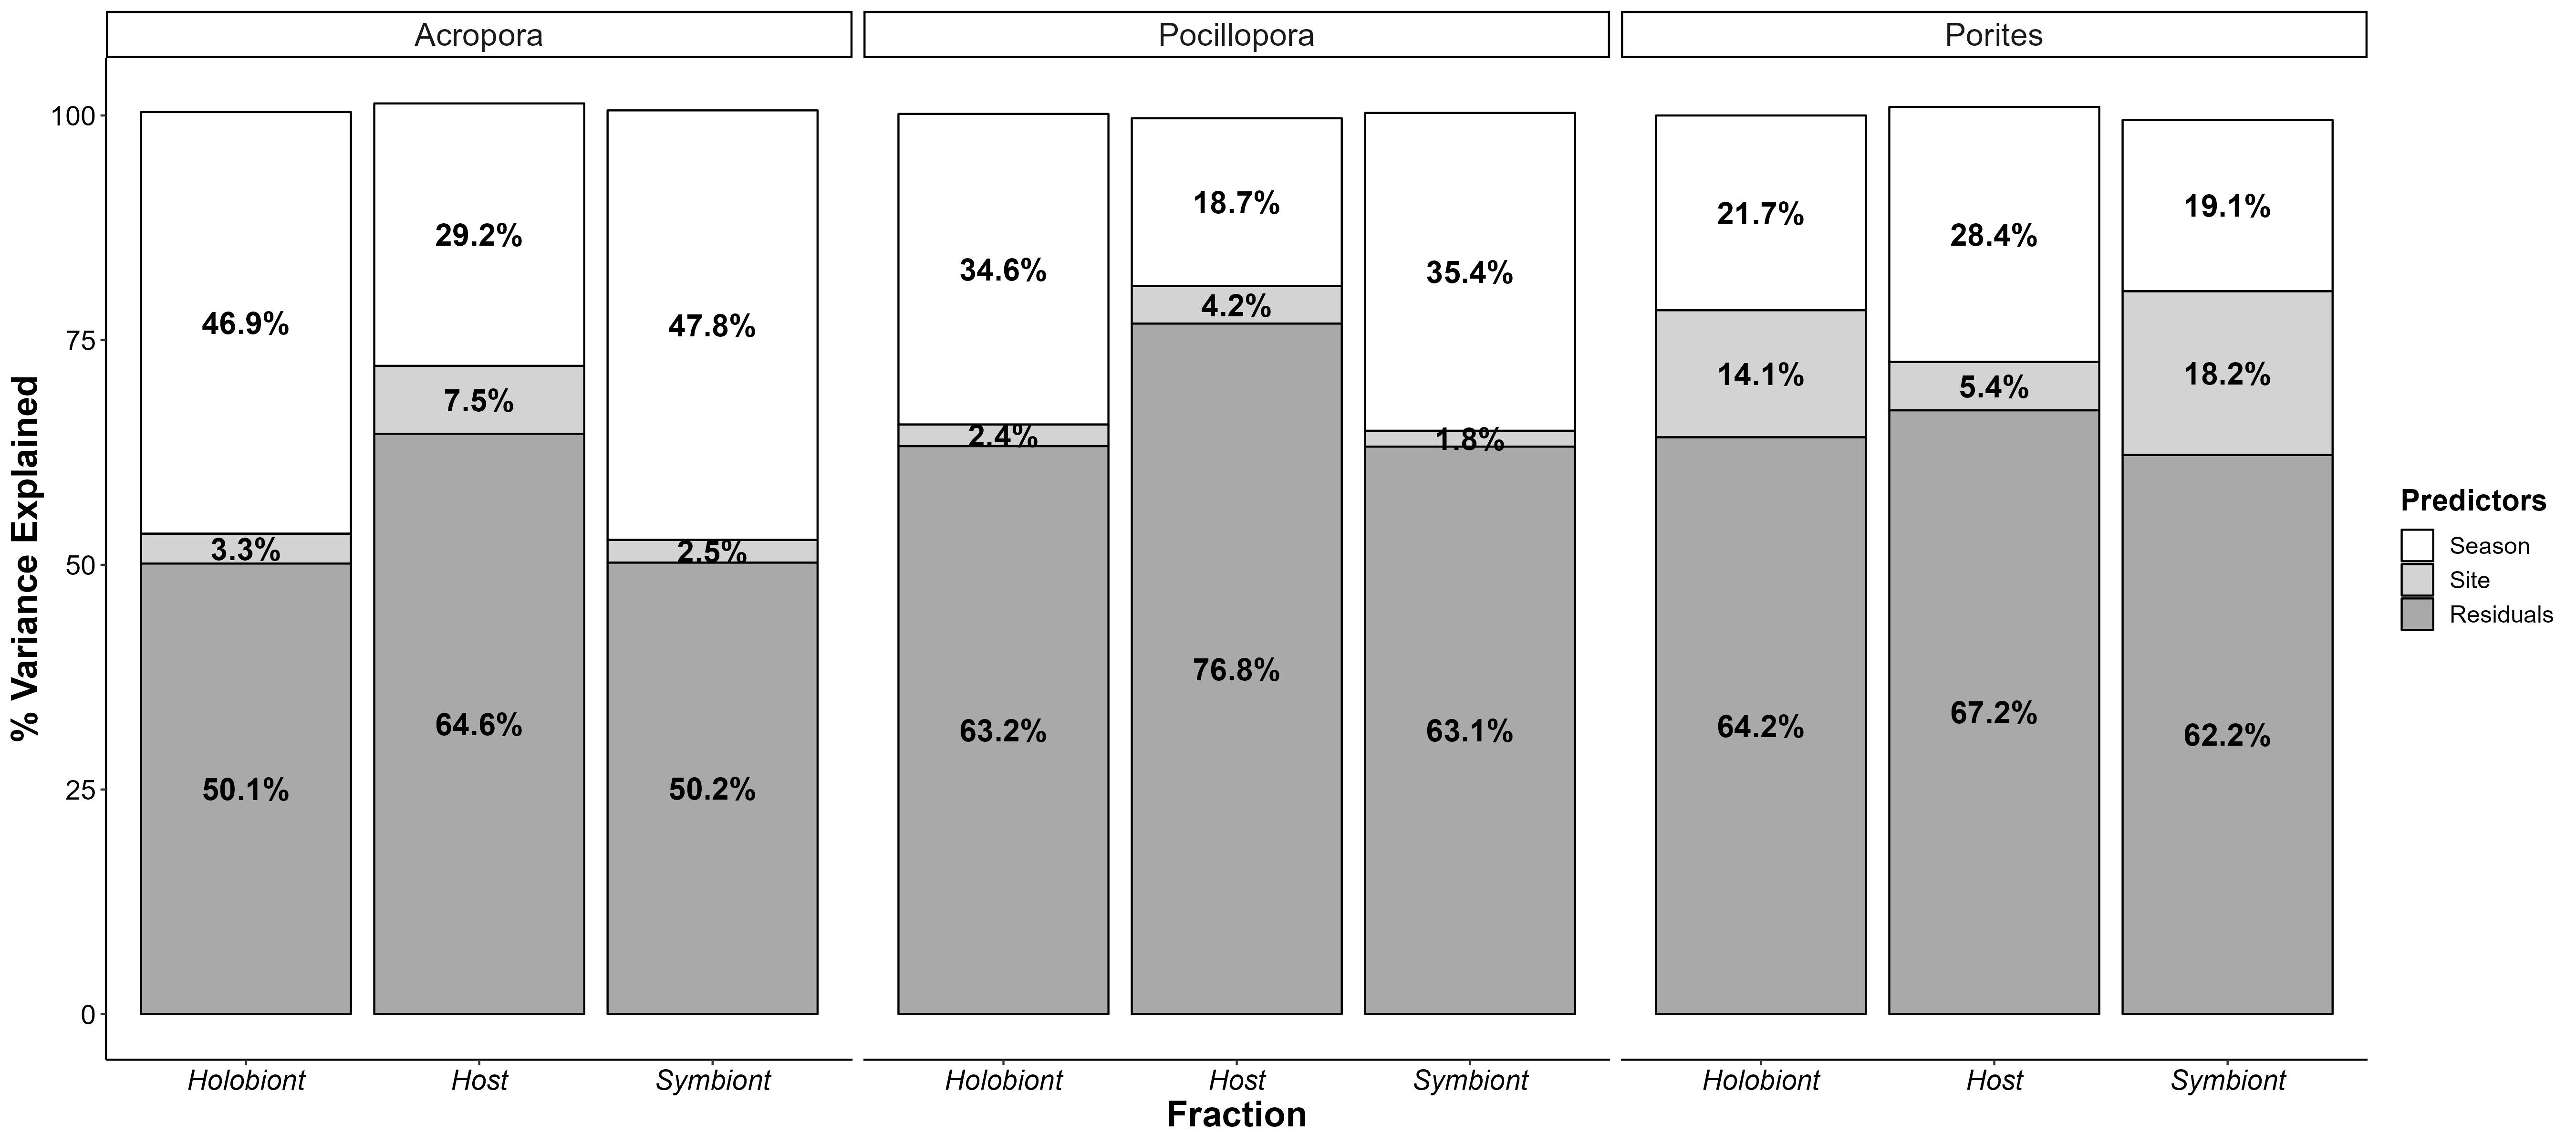 Acropora Pocillopora Porites
% Variance Explained
100
75
50
25
0
46.9% 3.3% 50.1%
29.2% 7.5% 64.6%
47.8% 2.5% 50.2%
34.6% 2.4% 63.2%
18.7% 4.2% 76.8%
35.4% 1.8% 63.1%
21.7% 14.1% 64.2%
28.4% 5.4% 67.2%
19.1% 18.2% 62.2%
Holobiont Host Symbiont Holobiont Host Symbiont Holobiont Host Symbiont
Fraction
Predictors
Season
Site
Residuals